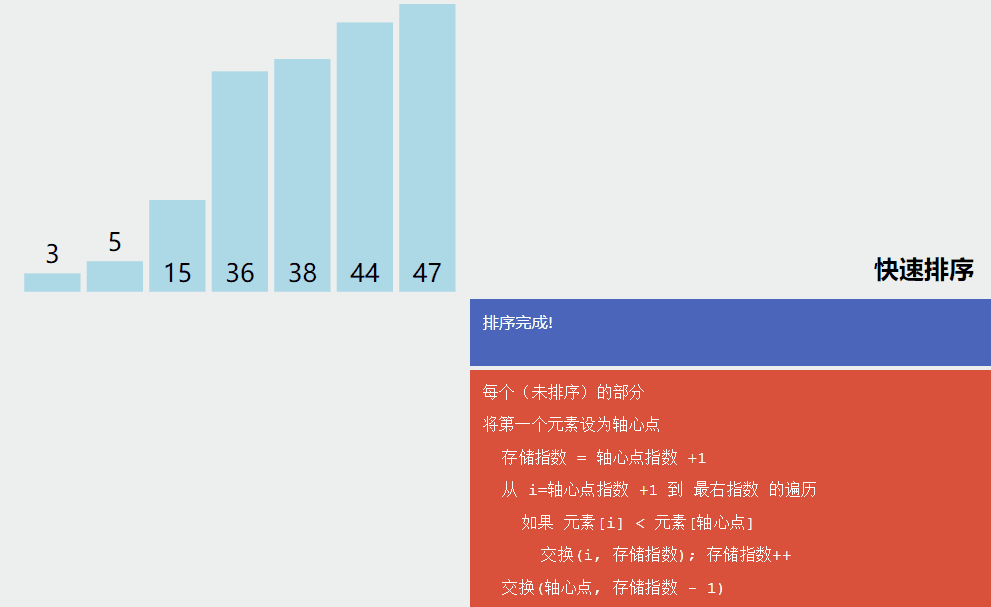 3
5
15 36 38 44 47
快速排序
排序完成!
每个（未排序）的部分
将第一个元素设为轴心点
存储指数 = 轴心点指数 +1
从 i=轴心点指数 +1 到 最右指数 的遍历
如果 元素[i] < 元素[轴心点]
交换(i, 存储指数); 存储指数++
交换(轴心点, 存储指数 - 1)